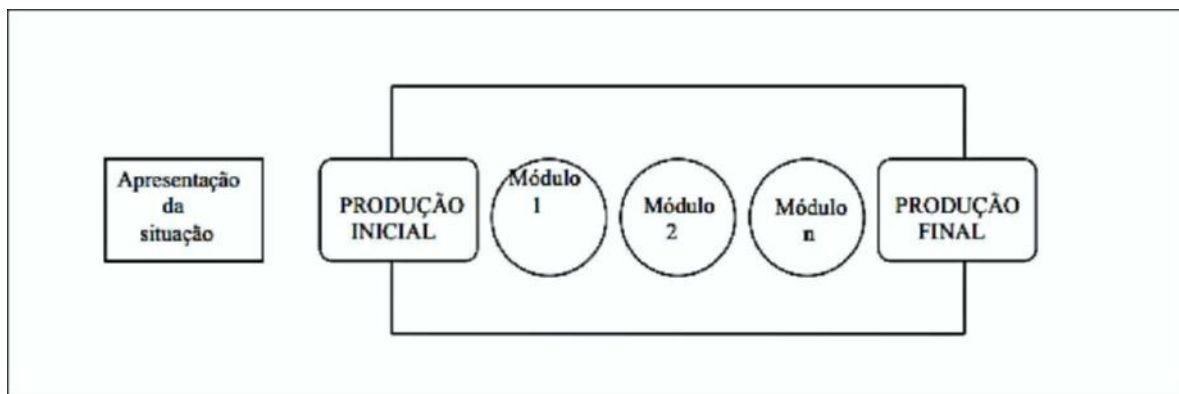 Apresentação
da
situação
PRODUÇÃO
INICIAL
Módulo
1
Módulo
2
Módulo
n
PRODUÇÃO
FINAL